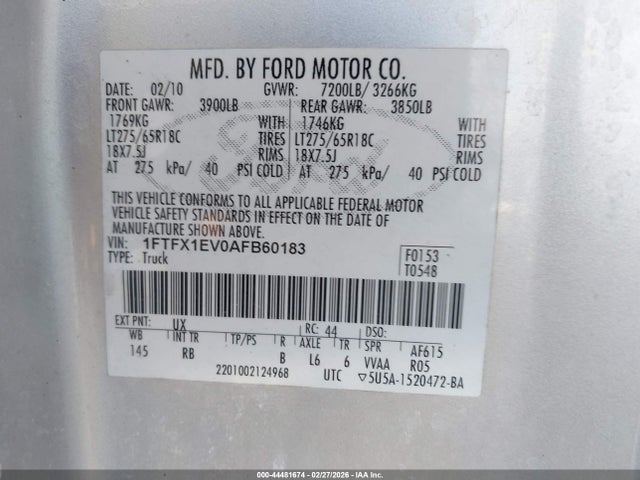 MFD. BY FORD MOTOR CO.
DATE: 02/10 GVWR: 7200LB/ 3266KG
FRONT GAWR: 3900LB REAR GAWR: 3850LB
1769KG WITH 1746KG WITH
LT275/65R18C TIRES LT275/65R18C TIRES
18X7.5J RIMS 18X7.5J RIMS
AT 275 kPa/ 40 PSI COLD AT 275 kPa/ 40 PSI COLD
THIS VEHICLE CONFORMS TO ALL APPLICABLE FEDERAL MOTOR
VEHICLE SAFETY STANDARDS IN EFFECT ON THE DATE OF
MANUFACTURE SHOWN ABOVE.
VIN: 1FTFX1EV0AFB60183 F0153
TYPE: Truck T0548
EXT PNT: UX RC: 44 DSO:
WB INT TR TP/PS R AXLE TR SPR AF615
145 RB B L6 6 VVAA R05
2201002124968 UTC ▽5U5A-1520472-BA
000-44481674 | 02/27/2026 - IAA Inc.